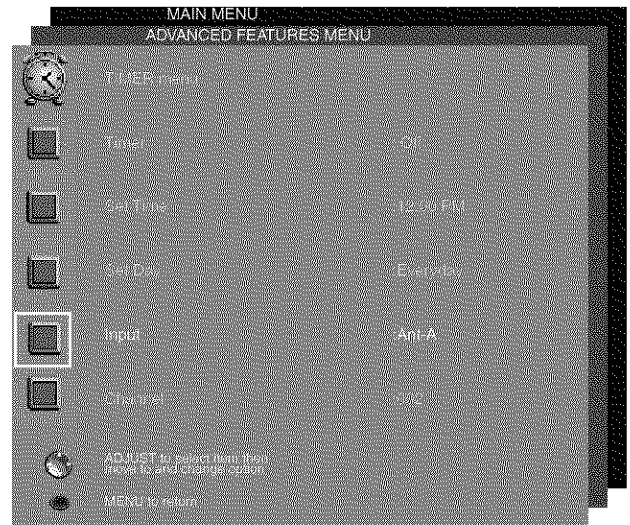 MAIN MENU
ADVANCED FEATURES MENU
TIMER menu
Timer Off
Set Time 12:00 PM
Set Day Everyday
Input Ant-A
Channel 002
ADJUST to select item then
move to and change option
MENU to return